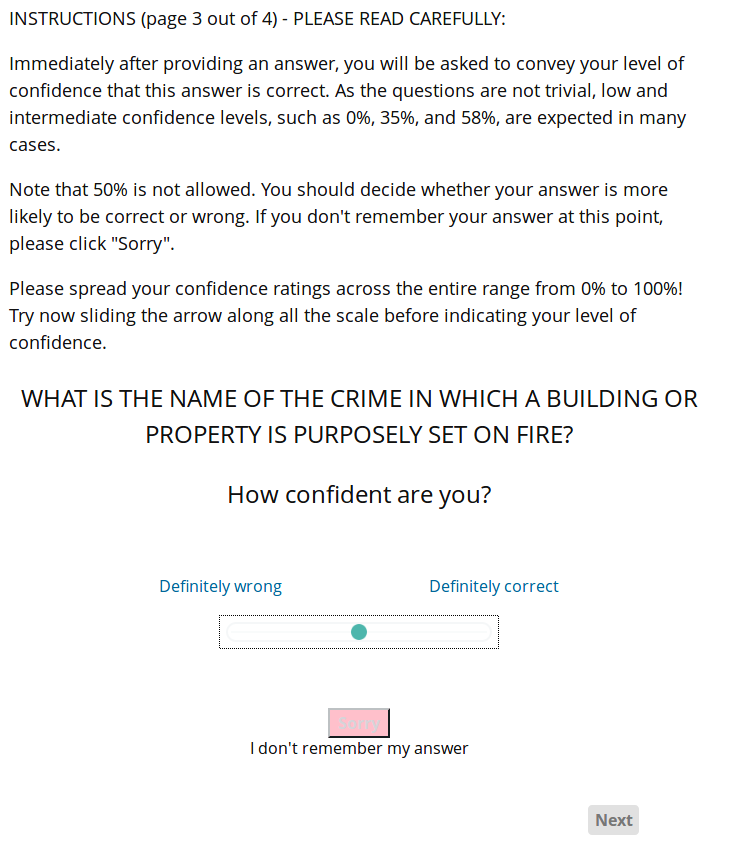 INSTRUCTIONS (page 3 out of 4) - PLEASE READ CAREFULLY:
Immediately after providing an answer, you will be asked to convey your level of
confidence that this answer is correct. As the questions are not trivial, low and
intermediate confidence levels, such as 0%, 35%, and 58%, are expected in many
cases.
Note that 50% is not allowed. You should decide whether your answer is more
likely to be correct or wrong. If you don't remember your answer at this point,
please click "Sorry".
Please spread your confidence ratings across the entire range from 0% to 100%!
Try now sliding the arrow along all the scale before indicating your level of
confidence.
WHAT IS THE NAME OF THE CRIME IN WHICH A BUILDING OR
PROPERTY IS PURPOSELY SET ON FIRE?
How confident are you?
Definitely wrong Definitely correct
Sorry
I don't remember my answer
Next